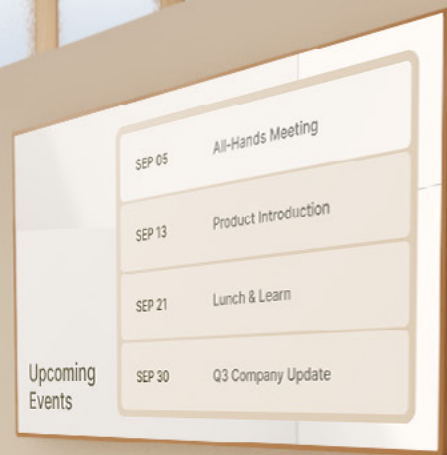 SEP 05 All-Hands Meeting
SEP 13 Product Introduction
SEP 21 Lunch & Learn
SEP 30 Q3 Company Update
Upcoming
Events